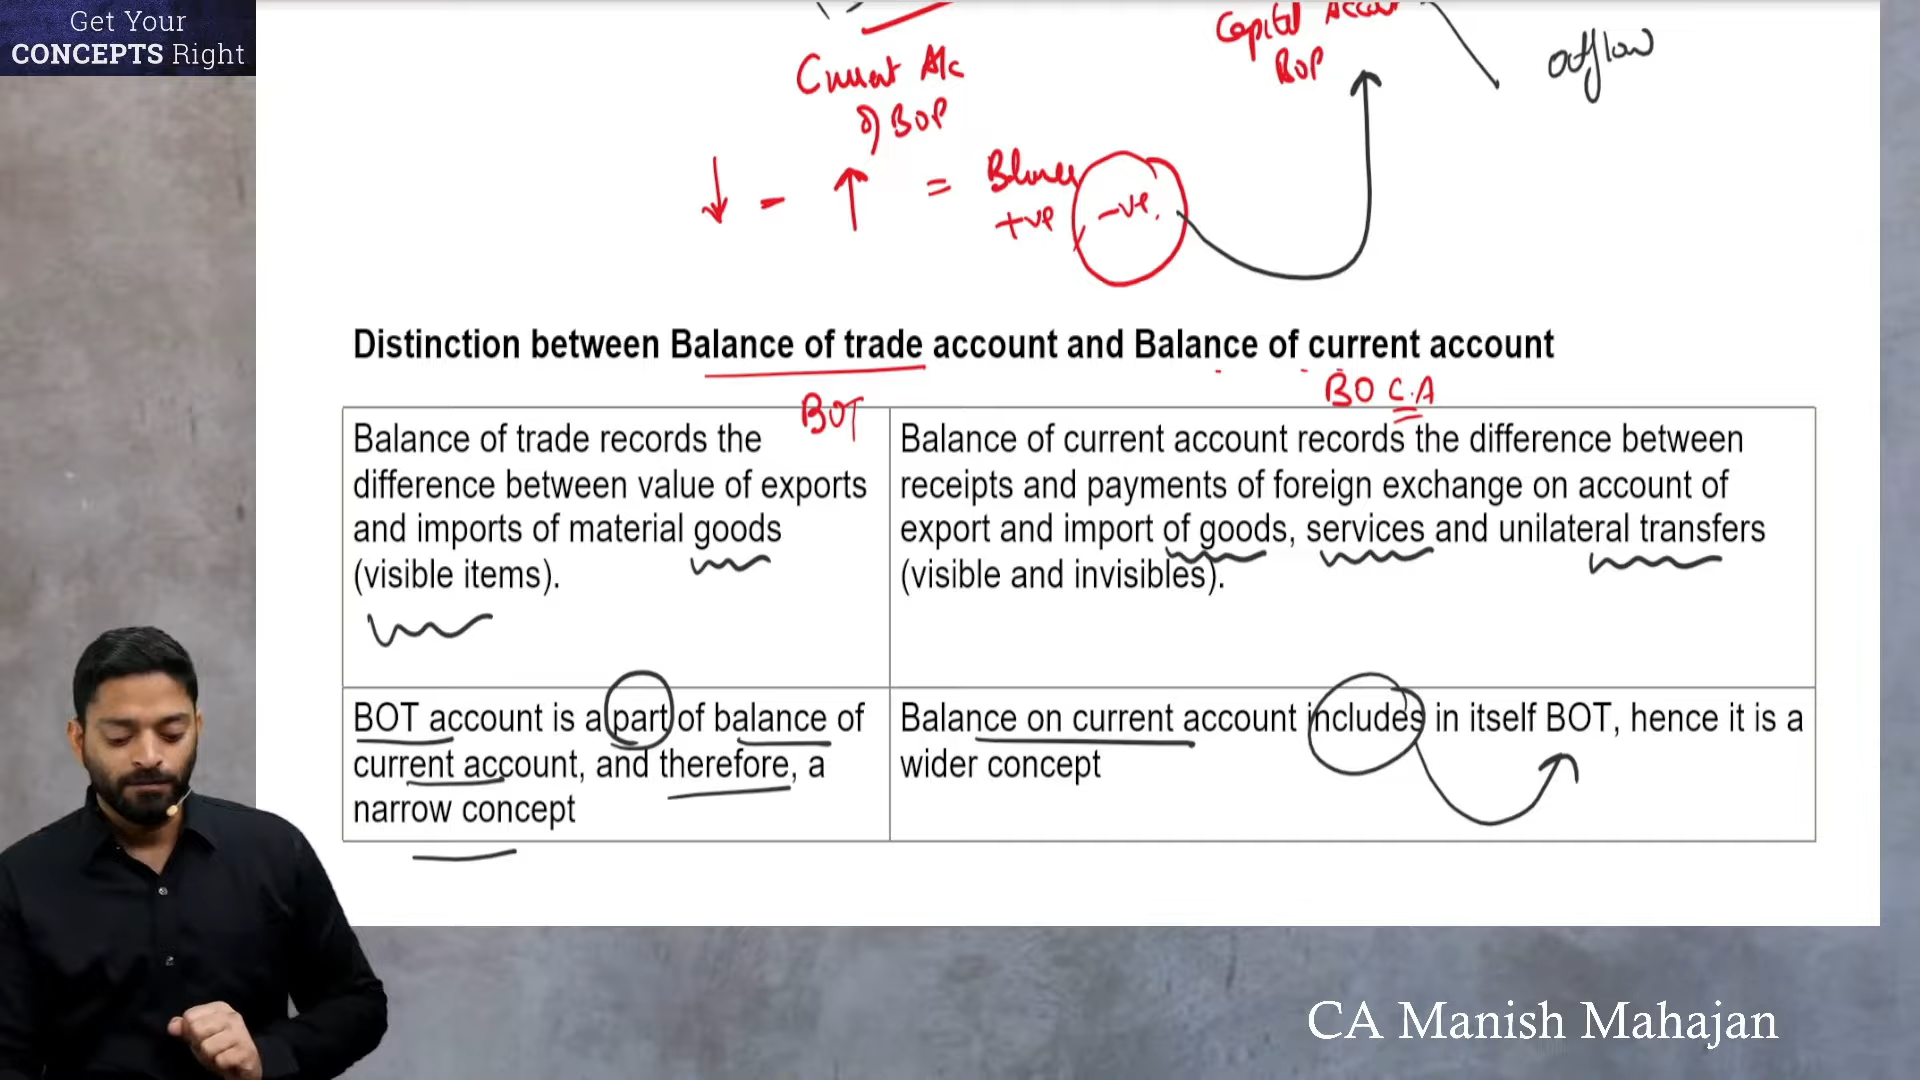 Get Your
CONCEPTS Right
Capital Accou
BOP
outflow
Current A/c
of BOP
- = Blance
+ve -ve.
Distinction between Balance of trade account and Balance of current account
BOT
BO C.A
Balance of trade records the
difference between value of exports
and imports of material goods
(visible items).
Balance of current account records the difference between
receipts and payments of foreign exchange on account of
export and import of goods, services and unilateral transfers
(visible and invisibles).
BOT account is a part of balance of
current account, and therefore, a
narrow concept
Balance on current account includes in itself BOT, hence it is a
wider concept
CA Manish Mahajan